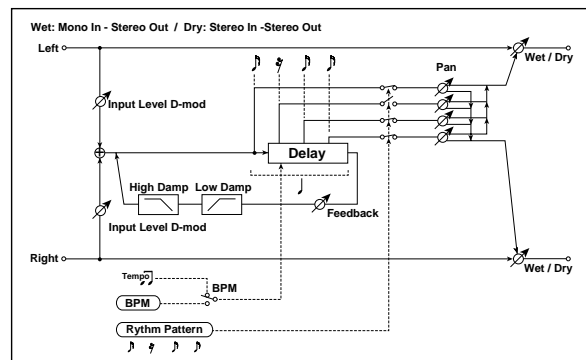 Wet: Mono In - Stereo Out / Dry: Stereo In -Stereo Out
Left
Wet / Dry
Pan
Input Level D-mod
Delay
High Damp
Low Damp
Feedback
Input Level D-mod
Right
Wet / Dry
Tempo
BPM
BPM
Rythm Pattern